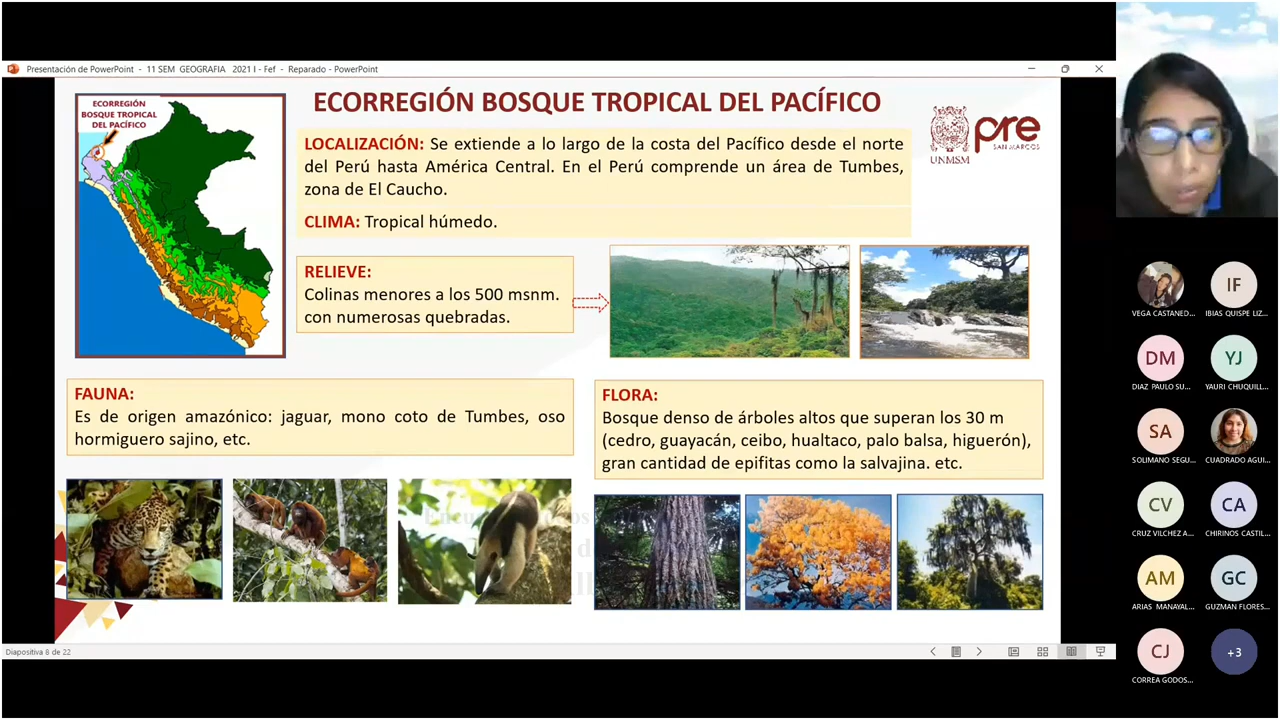 Presentación de PowerPoint - 11 SEM GEOGRAFIA 2021 I - Fef - Reparado - PowerPoint
ECORREGIÓN
BOSQUE TROPICAL
DEL PACÍFICO
ECORREGIÓN BOSQUE TROPICAL DEL PACÍFICO
LOCALIZACIÓN: Se extiende a lo largo de la costa del Pacífico desde el norte
del Perú hasta América Central. En el Perú comprende un área de Tumbes,
zona de El Caucho.
CLIMA: Tropical húmedo.
UNMSM
pre
SAN MARCOS
RELIEVE:
Colinas menores a los 500 msnm.
con numerosas quebradas.
FAUNA:
Es de origen amazónico: jaguar, mono coto de Tumbes, oso
hormiguero sajino, etc.
FLORA:
Bosque denso de árboles altos que superan los 30 m
(cedro, guayacán, ceibo, hualtaco, palo balsa, higuerón),
gran cantidad de epifitas como la salvajina. etc.
Diapositiva 8 de 22
VEGA CASTANED...
IF
IBIAS QUISPE LIZ...
DM
DIAZ PAULO SU...
YJ
YAURI CHUQUILL...
SA
SOLIMANO SEGU...
CUADRADO AGUI...
CV
CRUZ VILCHEZ A...
CA
CHIRINOS CASTIL...
AM
ARIAS MANAYAL...
GC
GUZMAN FLORES...
CJ
CORREA GODOS...
+3